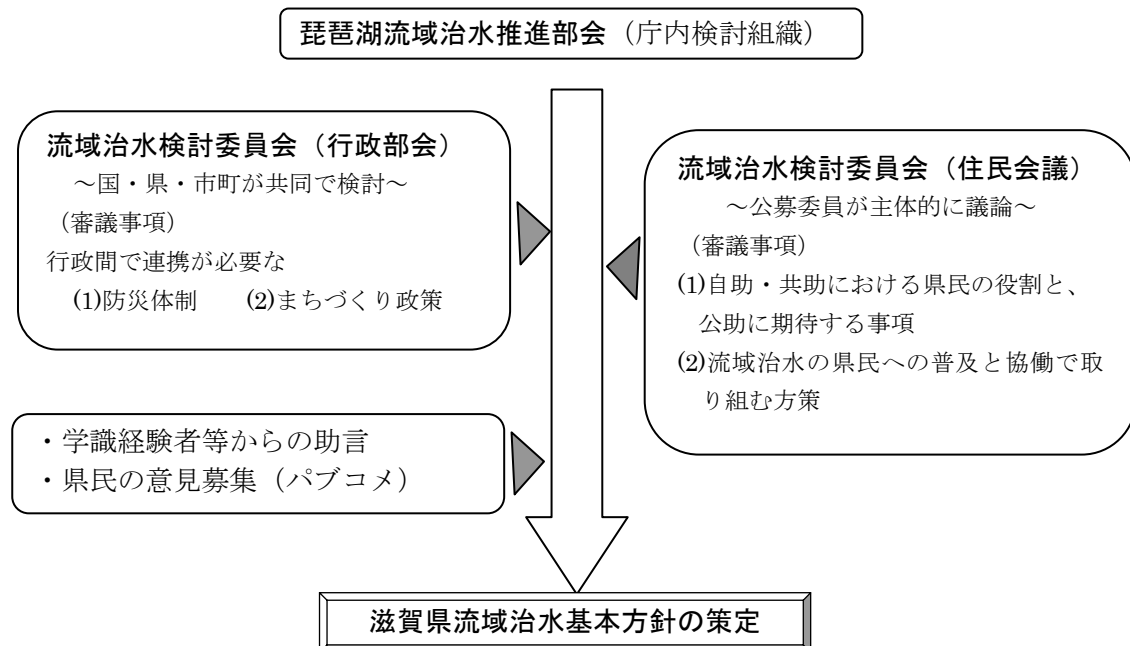 琵琶湖流域治水推進部会（庁内検討組織）
流域治水検討委員会（行政部会）
～国・県・市町が共同で検討～
（審議事項）
行政間で連携が必要な
(1)防災体制　(2)まちづくり政策
流域治水検討委員会（住民会議）
～公募委員が主体的に議論～
（審議事項）
(1)自助・共助における県民の役割と、
公助に期待する事項
(2)流域治水の県民への普及と協働で取
り組む方策
・学識経験者等からの助言
・県民の意見募集（パブコメ）
滋賀県流域治水基本方針の策定